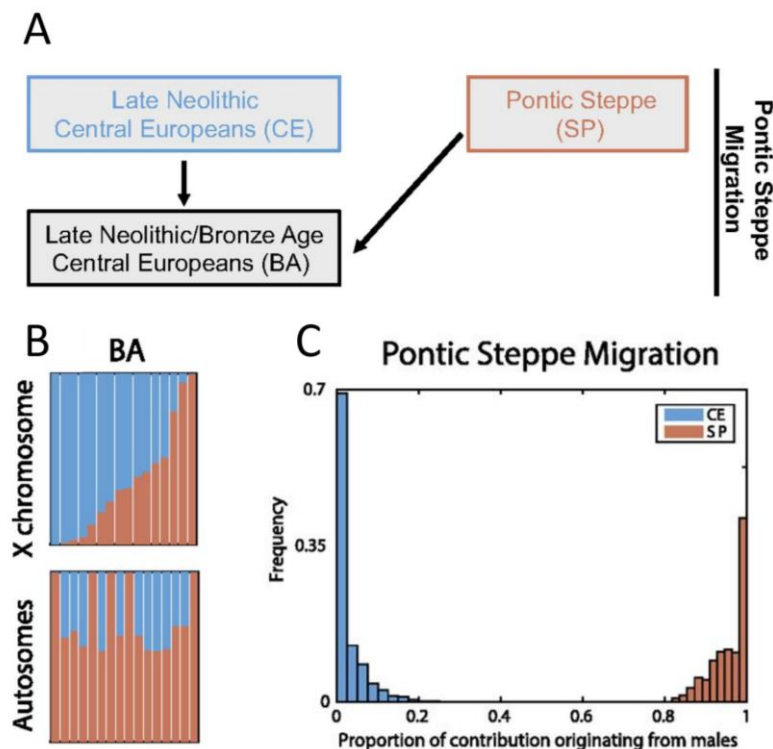 A
Late Neolithic
Central Europeans (CE)
Pontic Steppe
(SP)
Late Neolithic/Bronze Age
Central Europeans (BA)
Pontic Steppe
Migration
B
BA
X chromosome
Autosomes
C
Pontic Steppe Migration
0.7
0.35
0
Frequency
CE
SP
0 0.2 0.4 0.6 0.8 1
Proportion of contribution originating from males